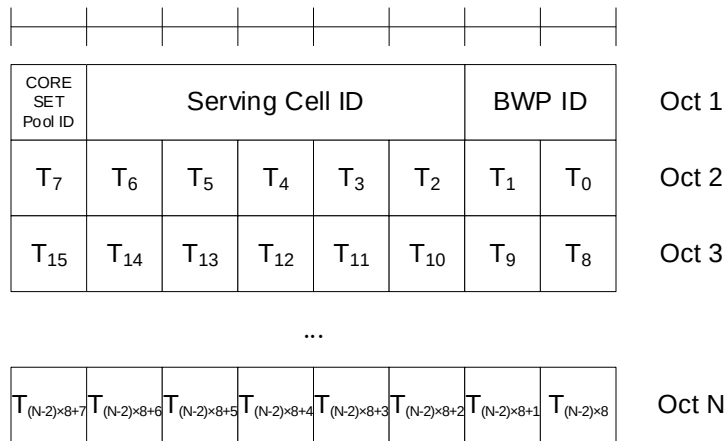 CORE SET Pool ID Serving Cell ID BWP ID Oct 1
T₇ T₆ T₅ T₄ T₃ T₂ T₁ T₀ Oct 2
T₁₅ T₁₄ T₁₃ T₁₂ T₁₁ T₁₀ T₉ T₈ Oct 3
...
T₍N-2₎×8+7 T₍N-2₎×8+6 T₍N-2₎×8+5 T₍N-2₎×8+4 T₍N-2₎×8+3 T₍N-2₎×8+2 T₍N-2₎×8+1 T₍N-2₎×8 Oct N